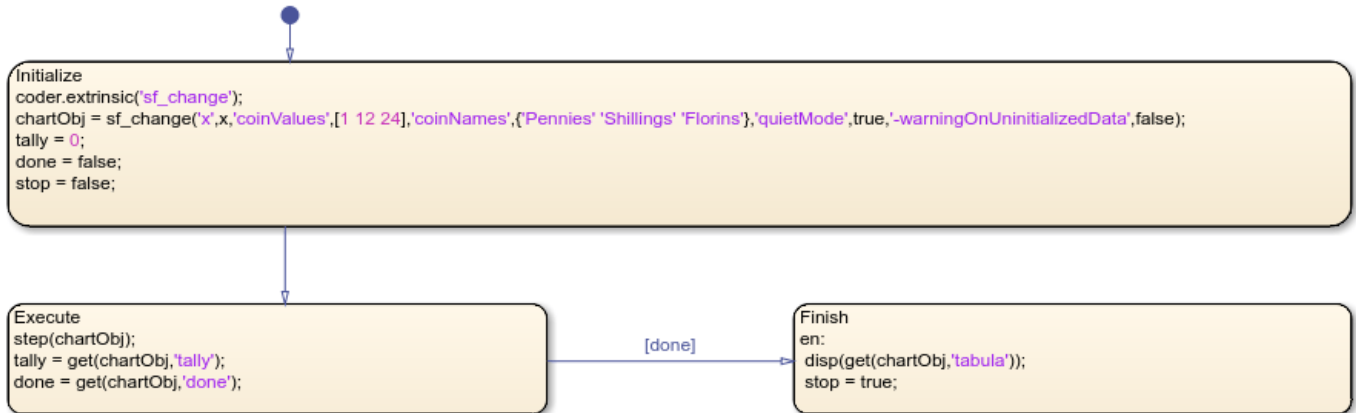 Initialize
coder.extrinsic('sf_change');
chartObj = sf_change('x',x,'coinValues',[1 12 24],'coinNames',{'Pennies' 'Shillings' 'Florins'},'quietMode',true,'-warningOnUninitializedData',false);
tally = 0;
done = false;
stop = false;
Execute
step(chartObj);
tally = get(chartObj,'tally');
done = get(chartObj,'done');
[done]
Finish
en:
disp(get(chartObj,'tabula'));
stop = true;